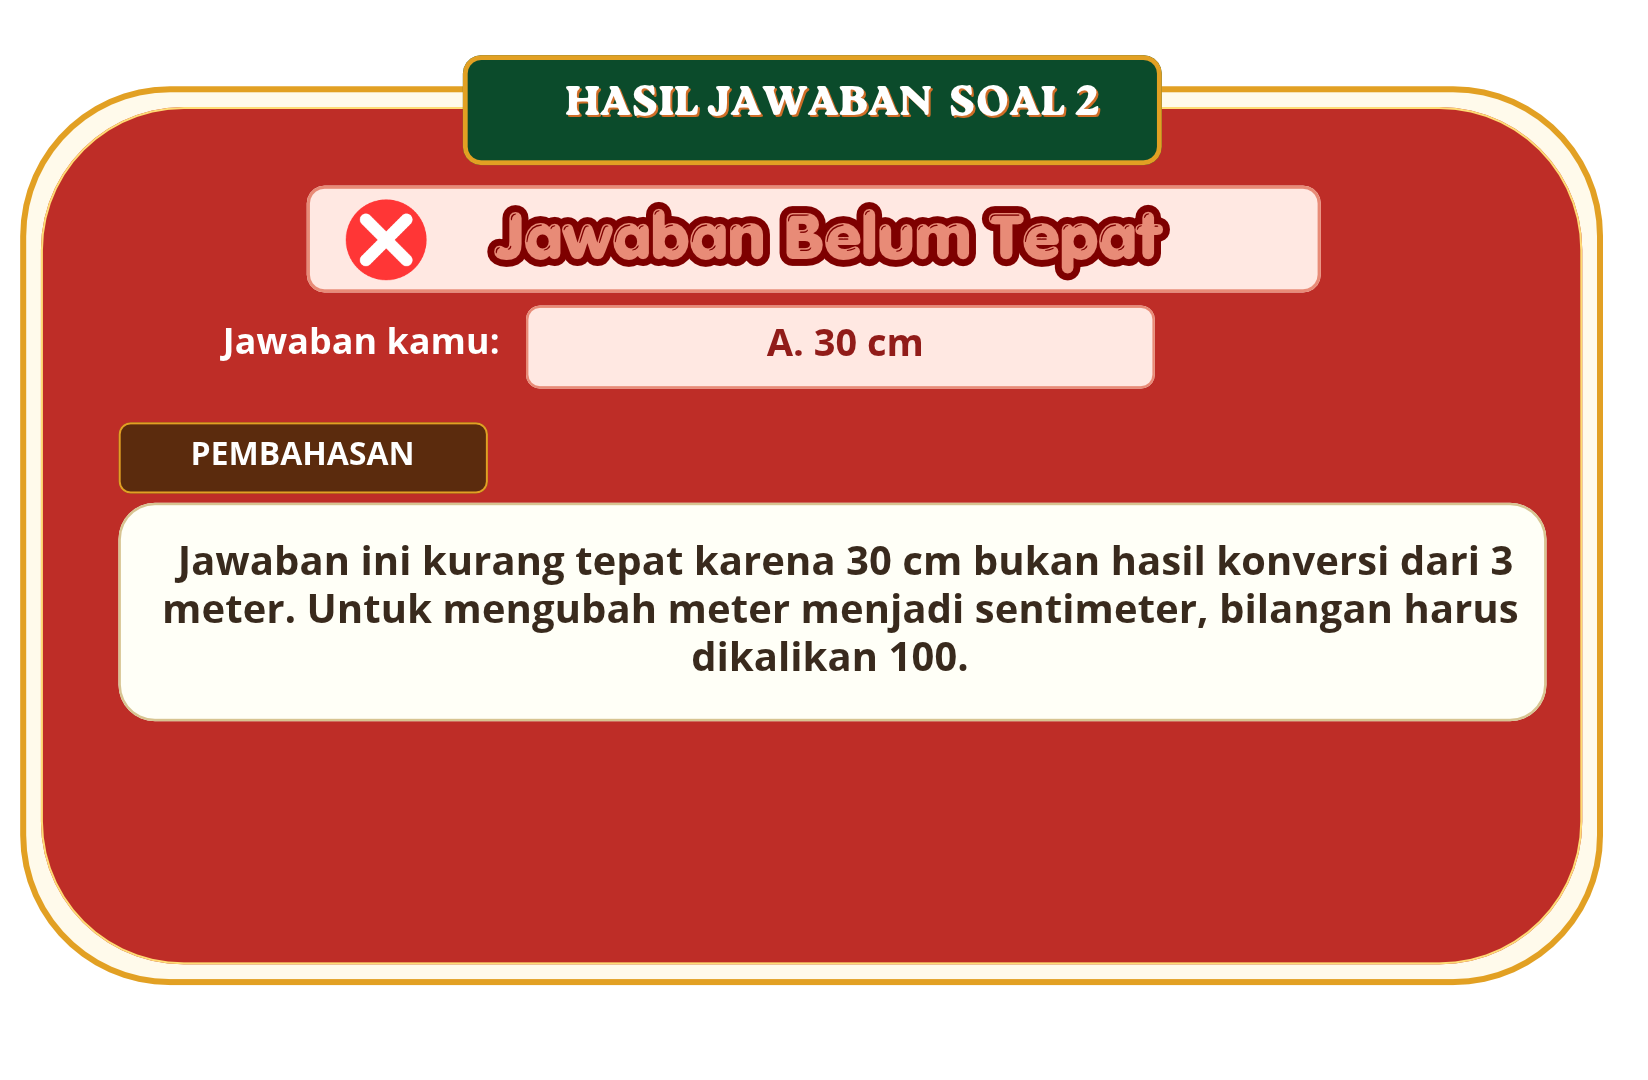 HASIL JAWABAN SOAL 2
Jawaban Belum Tepat
Jawaban kamu:
A. 30 cm
PEMBAHASAN
Jawaban ini kurang tepat karena 30 cm bukan hasil konversi dari 3
meter. Untuk mengubah meter menjadi sentimeter, bilangan harus
dikalikan 100.